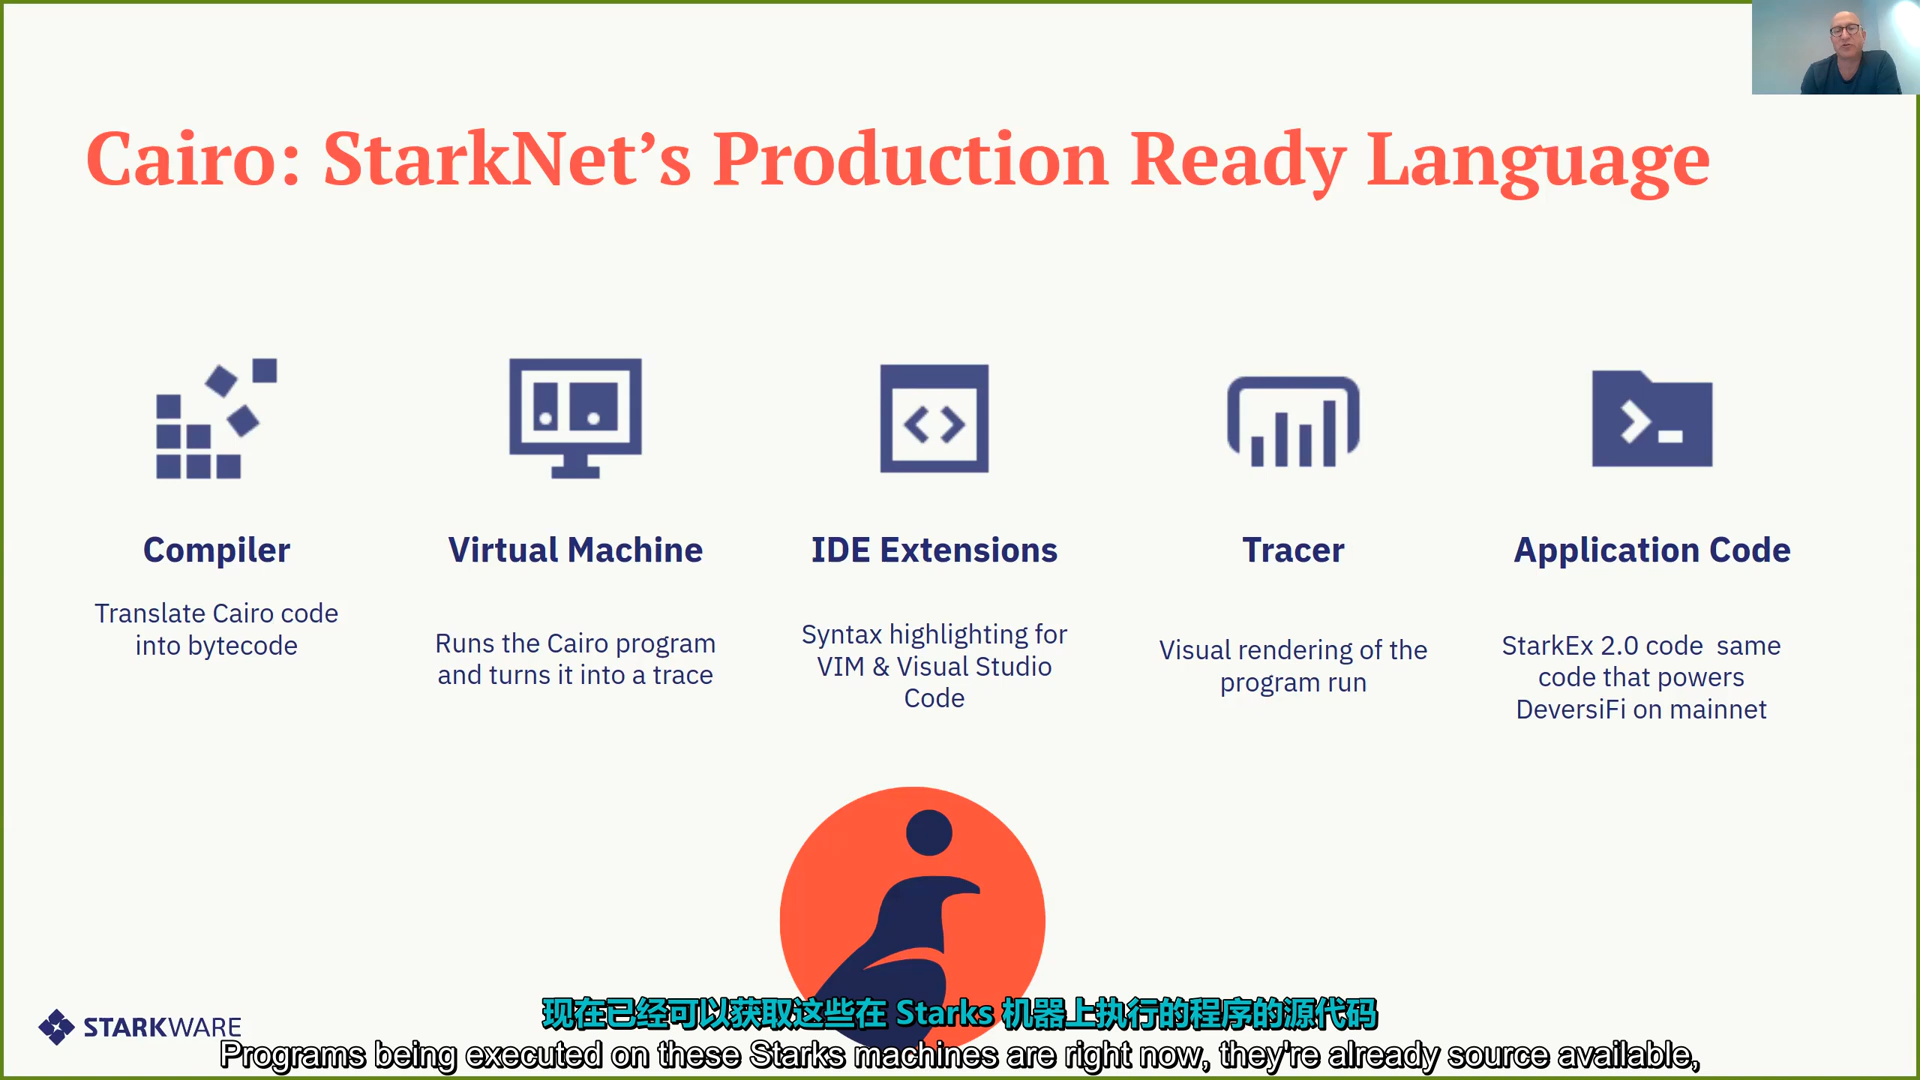 Cairo: StarkNet’s Production Ready Language
Compiler
Translate Cairo code
into bytecode
Virtual Machine
Runs the Cairo program
and turns it into a trace
IDE Extensions
Syntax highlighting for
VIM & Visual Studio
Code
Tracer
Visual rendering of the
program run
Application Code
StarkEx 2.0 code  same
code that powers
DeversiFi on mainnet
STARKWARE
现在已经可以获取这些在 Starks 机器上执行的程序的源代码
Programs being executed on these Starks machines are right now, they're already source available,